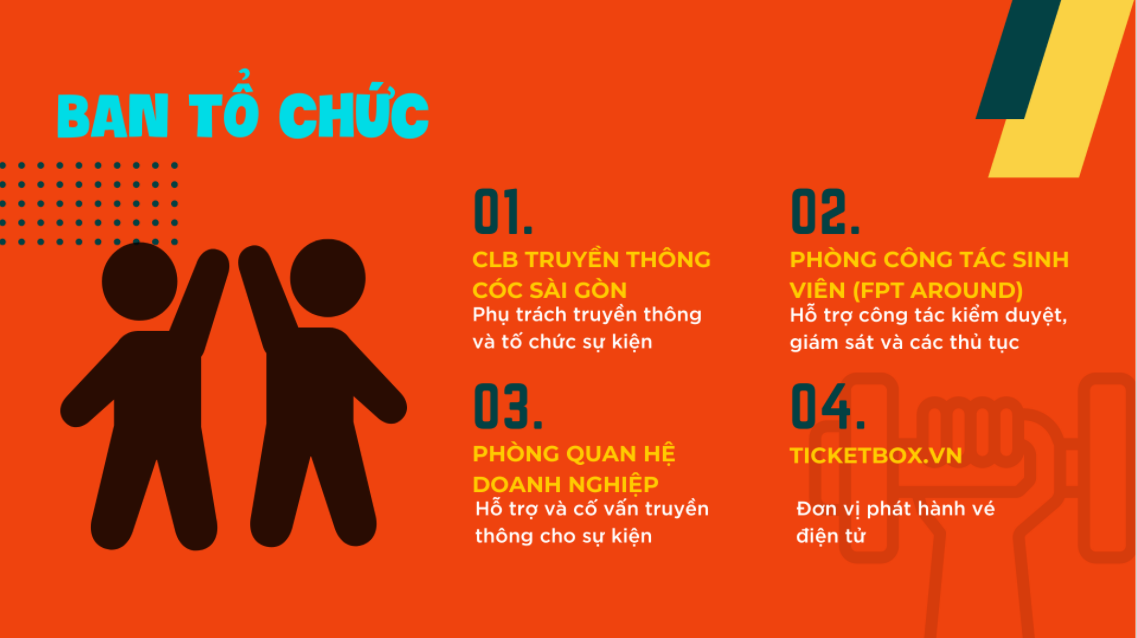 BAN TỔ CHỨC
01.
CLB TRUYỀN THÔNG
CÓC SÀI GÒN
Phụ trách truyền thông
và tố chức sự kiện
02.
PHÒNG CÔNG TÁC SINH
VIÊN (FPT AROUND)
Hỗ trợ công tác kiểm duyệt,
giám sát và các thủ tục
03.
PHÒNG QUAN HỆ
DOANH NGHIỆP
Hỗ trợ và cố vấn truyền
thông cho sự kiện
04.
TICKETBOX.VN
Đơn vị phát hành vé
điện tử